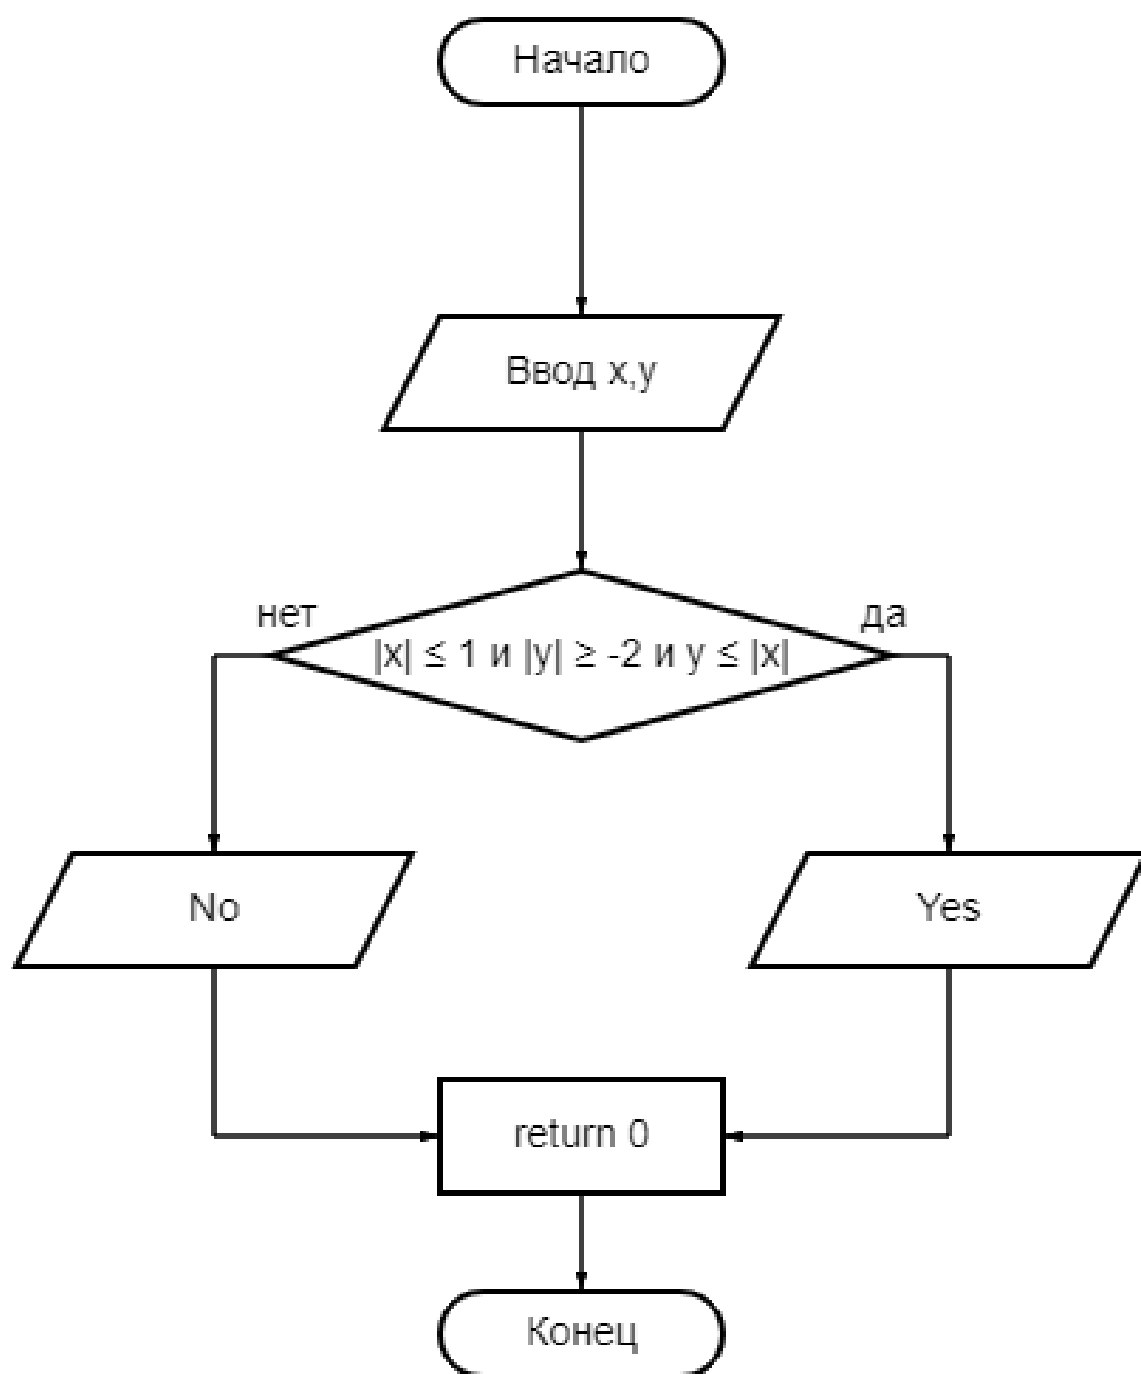 Начало
Ввод x,y
нет
да
|x| ≤ 1 и |y| ≥ -2 и y ≤ |x|
No
Yes
return 0
Конец